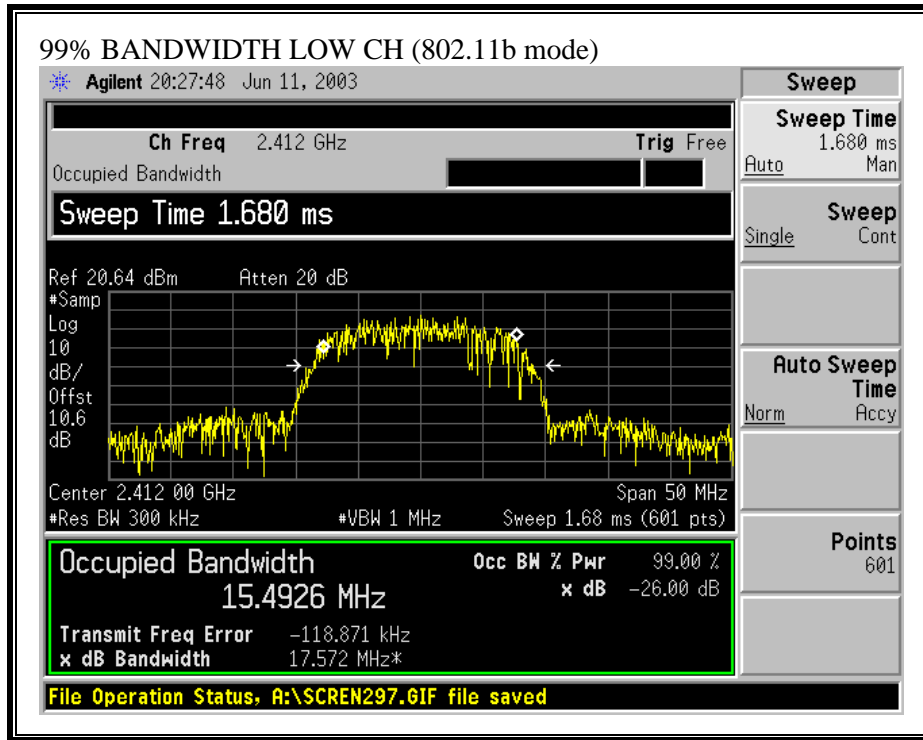 99% BANDWIDTH LOW CH (802.11b mode)
Agilent 20:27:48 Jun 11, 2003
Sweep
Ch Freq 2.412 GHz Trig Free
Occupied Bandwidth
Sweep Time 1.680 ms
Sweep Time
1.680 ms
Auto Man
Sweep
Single Cont
Ref 20.64 dBm Atten 20 dB
#Samp
Log
10
dB/
Offst
10.6
dB
Auto Sweep
Time
Norm Accy
Center 2.412 00 GHz Span 50 MHz
#Res BW 300 kHz #VBW 1 MHz Sweep 1.68 ms (601 pts)
Points
601
Occupied Bandwidth Occ BW % Pwr 99.00 %
15.4926 MHz x dB -26.00 dB
Transmit Freq Error -118.871 kHz
x dB Bandwidth 17.572 MHz*
File Operation Status, A:\SCREN297.GIF file saved